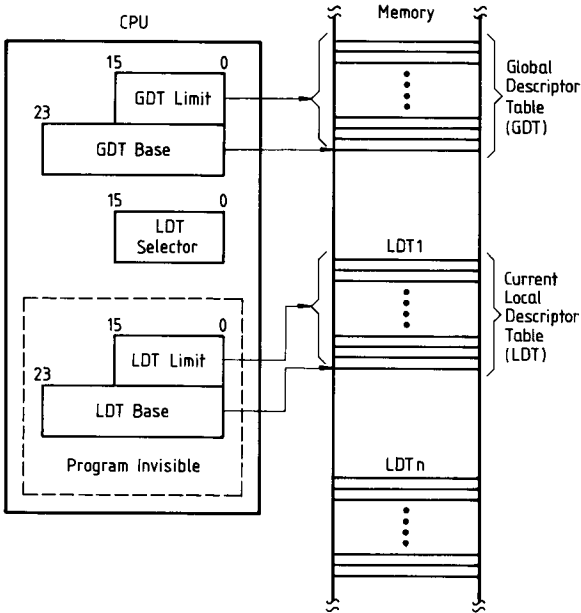 CPU
15 0
GDT Limit
23
GDT Base
15 0
LDT
Selector
15 0
LDT Limit
23
LDT Base
Program Invisible
Memory
Global
Descriptor
Table
(GDT)
LDT1
Current
Local
Descriptor
Table
(LDT)
LDTn